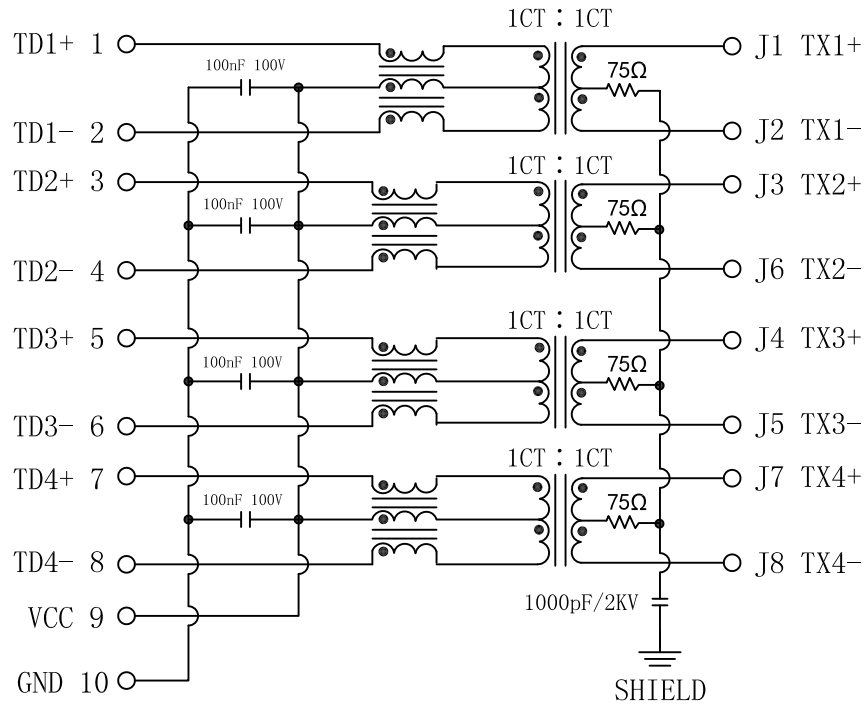 1CT：1CT
TD1+ 1
J1 TX1+
100nF 100V
75Ω
TD1- 2
J2 TX1-
1CT：1CT
TD2+ 3
J3 TX2+
100nF 100V
75Ω
TD2- 4
J6 TX2-
1CT：1CT
TD3+ 5
J4 TX3+
100nF 100V
75Ω
TD3- 6
J5 TX3-
1CT：1CT
TD4+ 7
J7 TX4+
100nF 100V
75Ω
TD4- 8
J8 TX4-
1000pF/2KV
VCC 9
GND 10
SHIELD